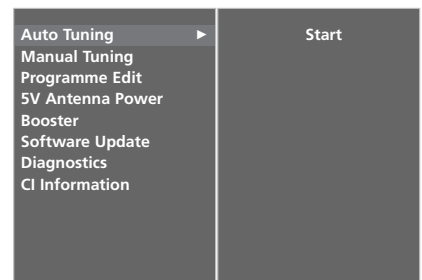 Auto Tuning ► Start
Manual Tuning
Programme Edit
5V Antenna Power
Booster
Software Update
Diagnostics
CI Information